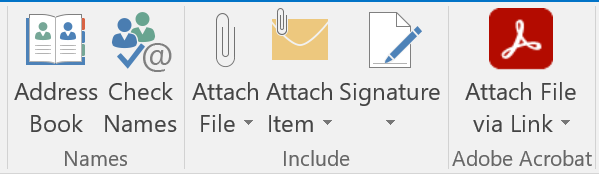 Address Book
Check Names
Names
Attach File
Attach Item
Signature
Include
Attach File via Link
Adobe Acrobat